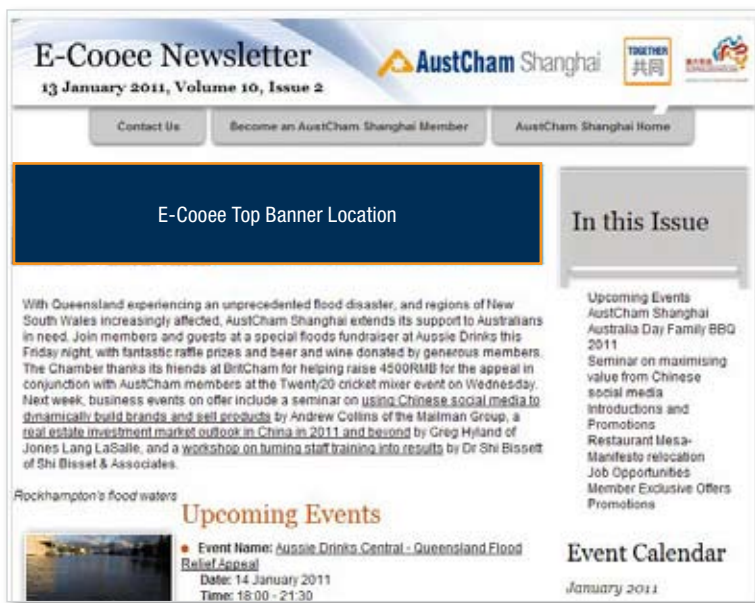 E-Cooee Newsletter
13 January 2011, Volume 10, Issue 2
AustCham Shanghai
TOGETHER
共同
Contact Us
Become an AustCham Shanghai Member
AustCham Shanghai Home
E-Cooee Top Banner Location
With Queensland experiencing an unprecedented flood disaster, and regions of New
South Wales increasingly affected, AustCham Shanghai extends its support to Australians
in need. Join members and guests at a special floods fundraiser at Aussie Drinks this
Friday night, with fantastic raffle prizes and beer and wine donated by generous members.
The Chamber thanks its friends at BritCham for helping raise 4500RMB for the appeal in
conjunction with AustCham members at the Twenty20 cricket mixer event on Wednesday.
Next week, business events on offer include a seminar on using Chinese social media to
dynamically build brands and sell products by Andrew Collins of the Mailman Group, a
real estate investment market outlook in China in 2011 and beyond by Greg Hyland of
Jones Lang LaSalle, and a workshop on turning staff training into results by Dr Shi Bissett
of Shi Bisset & Associates.
Rockhampton's flood waters
Upcoming Events
Event Name: Aussie Drinks Central - Queensland Flood
Relief Appeal
Date: 14 January 2011
Time: 18:00 - 21:30
In this Issue
Upcoming Events
AustCham Shanghai
Australia Day Family BBQ
2011
Seminar on maximising
value from Chinese
social media
Introductions and
Promotions
Restaurant Mesa-
Manifesto relocation
Job Opportunities
Member Exclusive Offers
Promotions
Event Calendar
January 2011